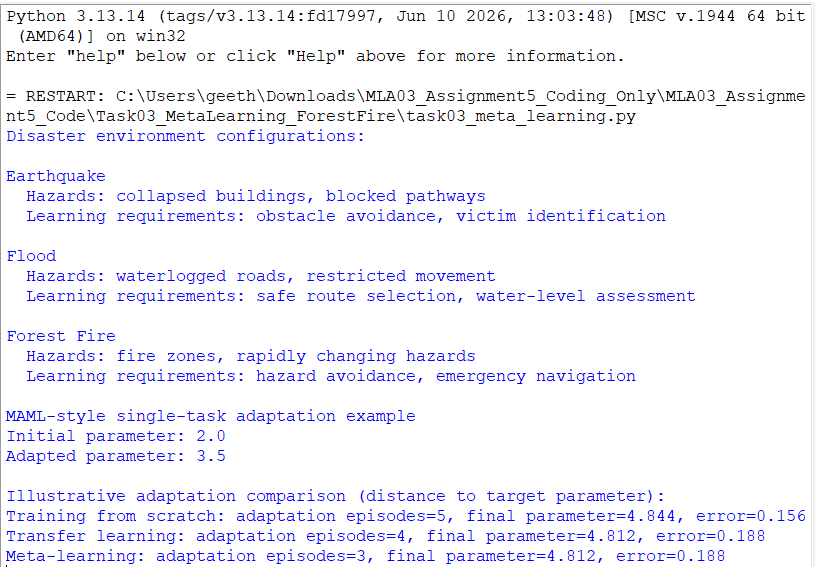 Python 3.13.14 (tags/v3.13.14:fd17997, Jun 10 2026, 13:03:48) [MSC v.1944 64 bit
 (AMD64)] on win32
Enter "help" below or click "Help" above for more information.

= RESTART: C:\Users\geeth\Downloads\MLA03_Assignment5_Coding_Only\MLA03_Assignme
nt5_Code\Task03_MetaLearning_ForestFire\task03_meta_learning.py
Disaster environment configurations:

Earthquake
  Hazards: collapsed buildings, blocked pathways
  Learning requirements: obstacle avoidance, victim identification

Flood
  Hazards: waterlogged roads, restricted movement
  Learning requirements: safe route selection, water-level assessment

Forest Fire
  Hazards: fire zones, rapidly changing hazards
  Learning requirements: hazard avoidance, emergency navigation

MAML-style single-task adaptation example
Initial parameter: 2.0
Adapted parameter: 3.5

Illustrative adaptation comparison (distance to target parameter):
Training from scratch: adaptation episodes=5, final parameter=4.844, error=0.156
Transfer learning: adaptation episodes=4, final parameter=4.812, error=0.188
Meta-learning: adaptation episodes=3, final parameter=4.812, error=0.188